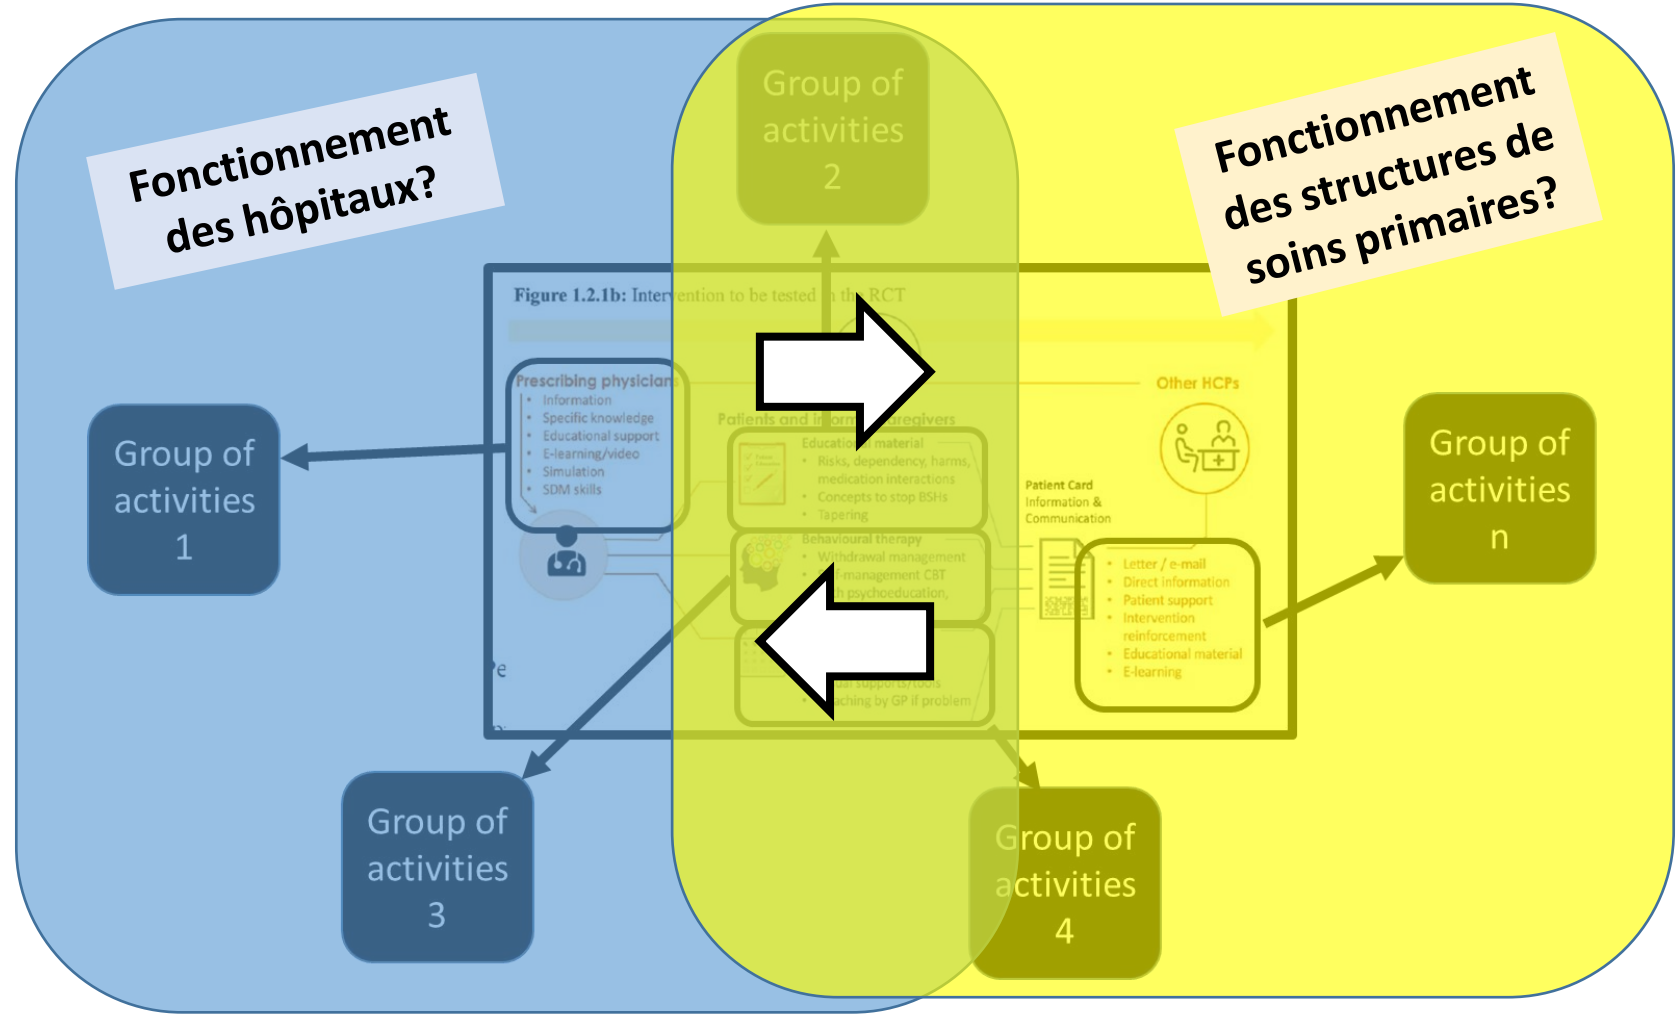 Fonctionnement
des hôpitaux?
Group of
activities
2
Fonctionnement
des structures de
soins primaires?
Figure 1.2.1b: Intervention to be tested in the RCT
Prescribing physicians
• Information
• Specific knowledge
• Educational support
• E-learning/video
• Simulation
• SDM skills
Patients and caregivers
Educational material
• Risks, dependency, harms,
medication interactions
• Concepts to stop BSHs
• Tapering
Behavioural therapy
• Withdrawal management
management CBT
psychoeducation,
supports/tools
by GP if problem
Patient Card
Information &
Communication
Other HCPs
• Letter / e-mail
• Direct information
• Patient support
• Intervention
reinforcement
• Educational material
• E-learning
Group of
activities
1
Group of
activities
n
Group of
activities
3
Group of
activities
4